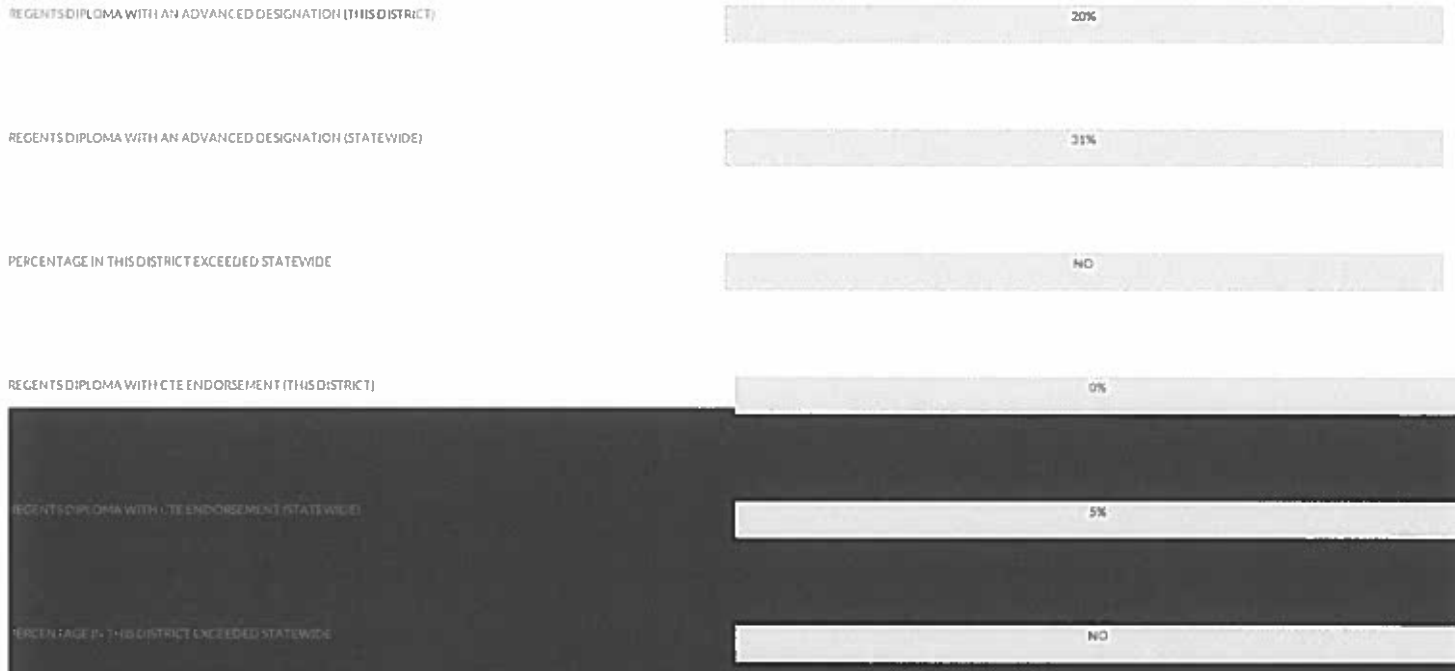 REGENTS DIPLOMA WITH AN ADVANCED DESIGNATION (THIS DISTRICT) 20%
REGENTS DIPLOMA WITH AN ADVANCED DESIGNATION (STATEWIDE) 31%
PERCENTAGE IN THIS DISTRICT EXCEEDED STATEWIDE NO
REGENTS DIPLOMA WITH CTE ENDORSEMENT (THIS DISTRICT) 0%
REGENTS DIPLOMA WITH CTE ENDORSEMENT (STATEWIDE) 5%
PERCENTAGE IN THIS DISTRICT EXCEEDED STATEWIDE NO